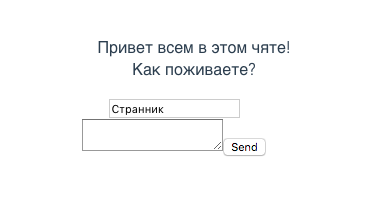 Привет всем в этом чяте!
Как поживаете?
Странник
Send